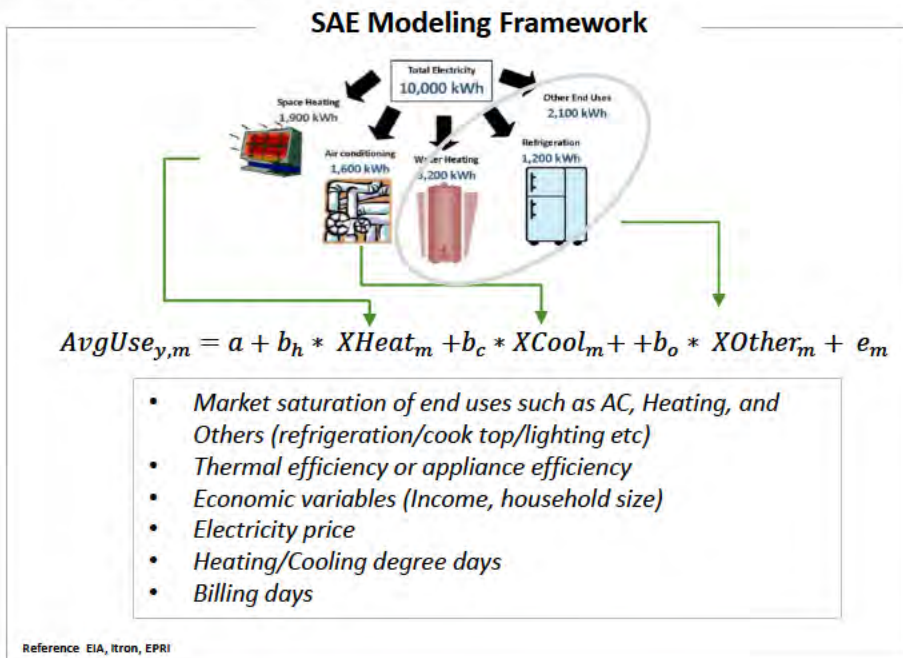 SAE Modeling Framework
Total Electricity
10,000 kWh
Space Heating
1,900 kWh
Other End Uses
2,100 kWh
Air conditioning
1,600 kWh
Water Heating
,200 kWh
Refrigeration
1,200 kWh
AvgUse_{y,m} = a + b_h * XHeat_m +b_c * XCool_m + +b_o * XOther_m + e_m
• Market saturation of end uses such as AC, Heating, and
Others (refrigeration/cook top/lighting etc)
• Thermal efficiency or appliance efficiency
• Economic variables (Income, household size)
• Electricity price
• Heating/Cooling degree days
• Billing days
Reference EIA, Itron, EPRI